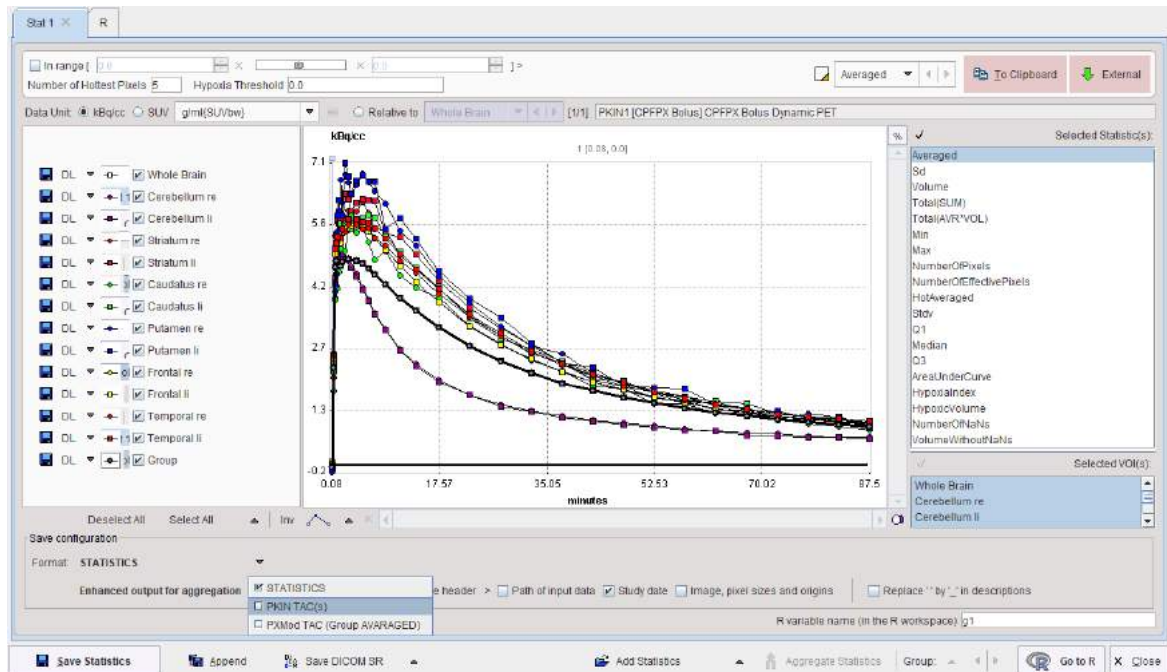 Stat 1
R
In range [ 0.0 0.0 ] >
Number of Hottest Pixels 5 Hypoxia Threshold 0.0
Averaged
To Clipboard
External
Data Unit: kBq/cc SUV g/ml{SUVbw} Relative to Whole Brain [1/1] PKIN1 [CPFPX Bolus] CPFPX Bolus Dynamic PET
Whole Brain
Cerebellum re
Cerebellum li
Striatum re
Striatum li
Caudatus re
Caudatus li
Putamen re
Putamen li
Frontal re
Frontal li
Temporal re
Temporal li
Group
DL
DL
DL
DL
DL
DL
DL
DL
DL
DL
DL
DL
DL
DL
kBq/cc
1 [0.08, 0.0]
7.1
5.6
4.2
2.7
1.3
-0.2
0.08 17.57 35.05 52.53 70.02 87.5
minutes
%
Selected Statistic(s):
Averaged
Sd
Volume
Total(SUM)
Total(AVR*VOL)
Min
Max
NumberOfPixels
NumberOfEffectivePixels
HotAveraged
Stdv
Q1
Median
Q3
AreaUnderCurve
HypoxiaIndex
HypoxicVolume
NumberOfNaNs
VolumeWithoutNaNs
Selected VOI(s):
Whole Brain
Cerebellum re
Cerebellum li
Deselect All Select All Inv
Save configuration
Format: STATISTICS
Enhanced output for aggregation
STATISTICS
PKIN TAC(s)
PXMod TAC (Group AVARAGED)
e header > Path of input data Study date Image, pixel sizes and origins Replace ' ' by '_' in descriptions
R variable name (in the R workspace) g1
Save Statistics Append Save DICOM SR Add Statistics Aggregate Statistics Group: Go to R Close